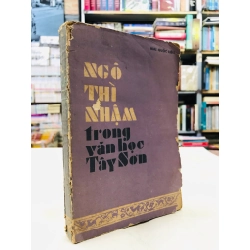 NGÔ
THÌ
NHẬM
trong
văn học
Tây Sơn